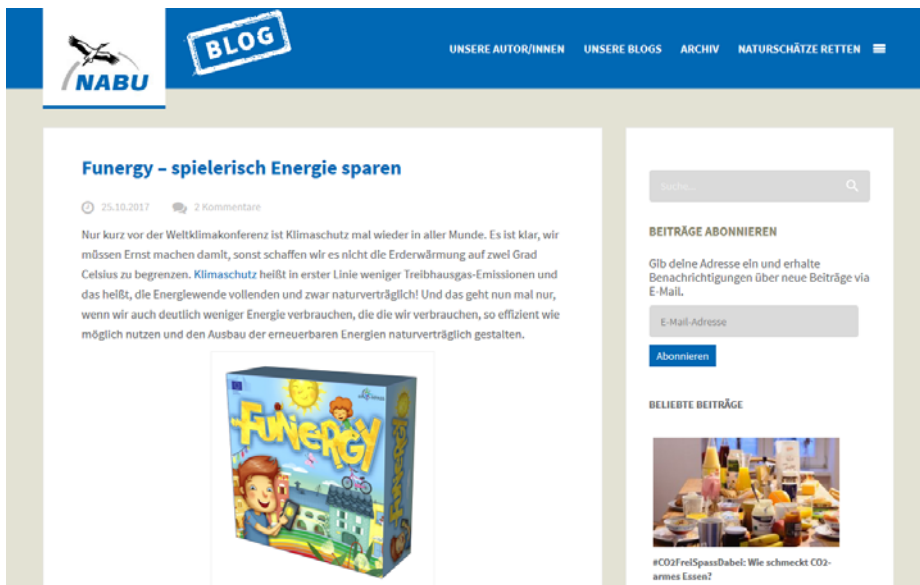 NABU
BLOG
UNSERE AUTOR/INNEN UNSERE BLOGS ARCHIV NATURSCHÄTZE RETTEN
Funergy – spielerisch Energie sparen
25.10.2017 2 Kommentare
Nur kurz vor der Weltklimakonferenz ist Klimaschutz mal wieder in aller Munde. Es ist klar, wir
müssen Ernst machen damit, sonst schaffen wir es nicht die Erderwärmung auf zwei Grad
Celsius zu begrenzen. Klimaschutz heißt in erster Linie weniger Treibhausgas-Emissionen und
das heißt, die Energiewende vollenden und zwar naturverträglich! Und das geht nun mal nur,
wenn wir auch deutlich weniger Energie verbrauchen, die die wir verbrauchen, so effizient wie
möglich nutzen und den Ausbau der erneuerbaren Energien naturverträglich gestalten.
FUNERGY
FUNERGY
Suche...
BEITRÄGE ABONNIEREN
Gib deine Adresse ein und erhalte
Benachrichtigungen über neue Beiträge via
E-Mail.
E-Mail-Adresse
Abonnieren
BELIEBTE BEITRÄGE
#CO2FreiSpassDabei: Wie schmeckt CO2-
armes Essen?